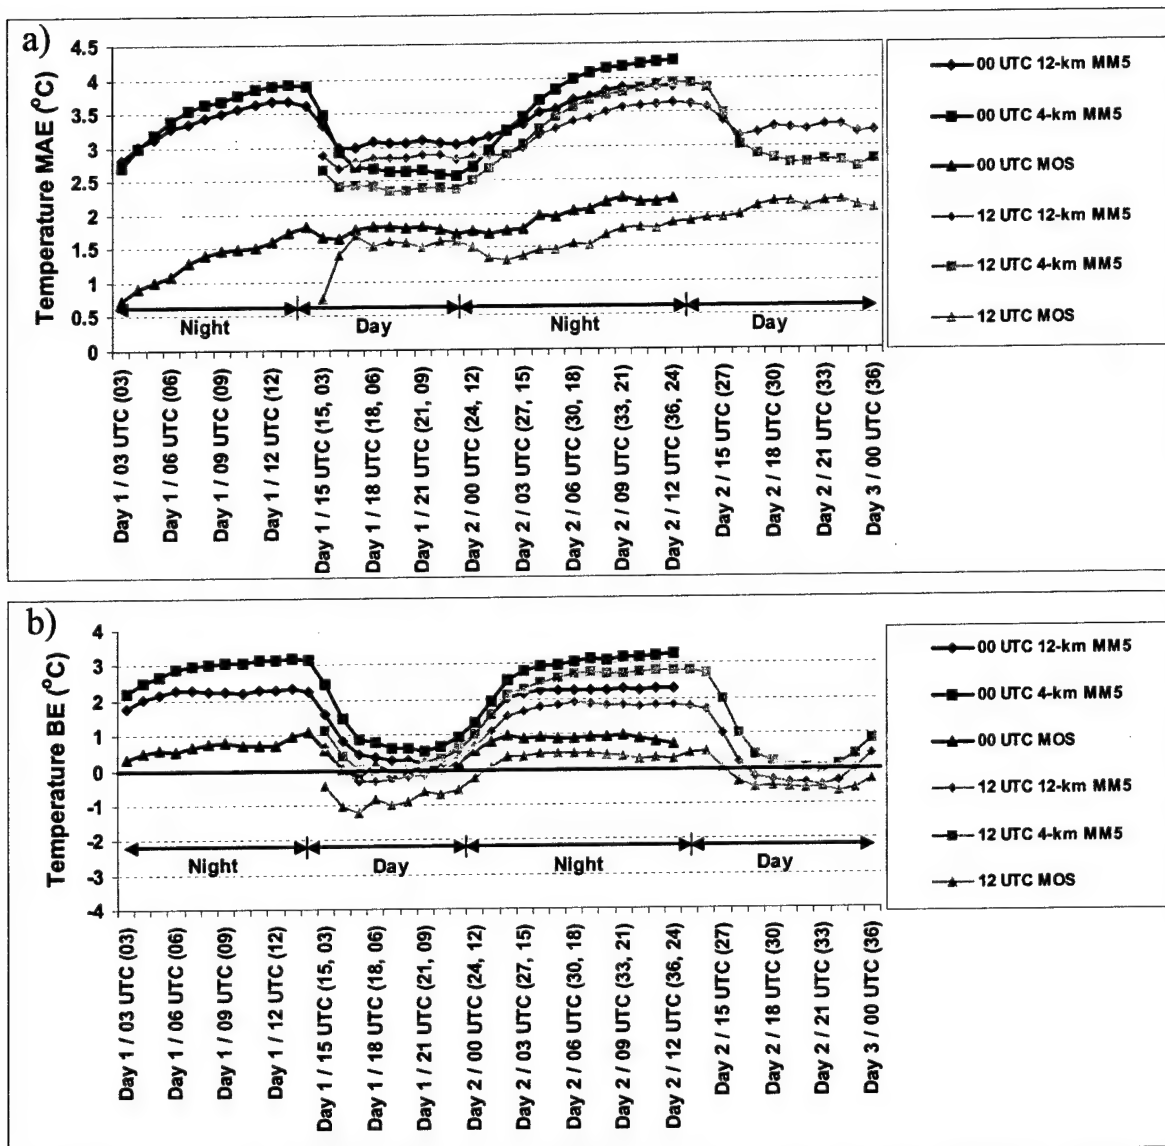 a)
Temperature MAE (°C)
4.5
4
3.5
3
2.5
2
1.5
1
0.5
0
Night
Day
Night
Day
Day 1 / 03 UTC (03)
Day 1 / 06 UTC (06)
Day 1 / 09 UTC (09)
Day 1 / 12 UTC (12)
Day 1 / 15 UTC (15, 03)
Day 1 / 18 UTC (18, 06)
Day 1 / 21 UTC (21, 09)
Day 2 / 00 UTC (24, 12)
Day 2 / 03 UTC (27, 15)
Day 2 / 06 UTC (30, 18)
Day 2 / 09 UTC (33, 21)
Day 2 / 12 UTC (36, 24)
Day 2 / 15 UTC (27)
Day 2 / 18 UTC (30)
Day 2 / 21 UTC (33)
Day 3 / 00 UTC (36)
00 UTC 12-km MM5
00 UTC 4-km MM5
00 UTC MOS
12 UTC 12-km MM5
12 UTC 4-km MM5
12 UTC MOS
b)
Temperature BE (°C)
4
3
2
1
0
-1
-2
-3
-4
Night
Day
Night
Day
Day 1 / 03 UTC (03)
Day 1 / 06 UTC (06)
Day 1 / 09 UTC (09)
Day 1 / 12 UTC (12)
Day 1 / 15 UTC (15, 03)
Day 1 / 18 UTC (18, 06)
Day 1 / 21 UTC (21, 09)
Day 2 / 00 UTC (24, 12)
Day 2 / 03 UTC (27, 15)
Day 2 / 06 UTC (30, 18)
Day 2 / 09 UTC (33, 21)
Day 2 / 12 UTC (36, 24)
Day 2 / 15 UTC (27)
Day 2 / 18 UTC (30)
Day 2 / 21 UTC (33)
Day 3 / 00 UTC (36)
00 UTC 12-km MM5
00 UTC 4-km MM5
00 UTC MOS
12 UTC 12-km MM5
12 UTC 4-km MM5
12 UTC MOS